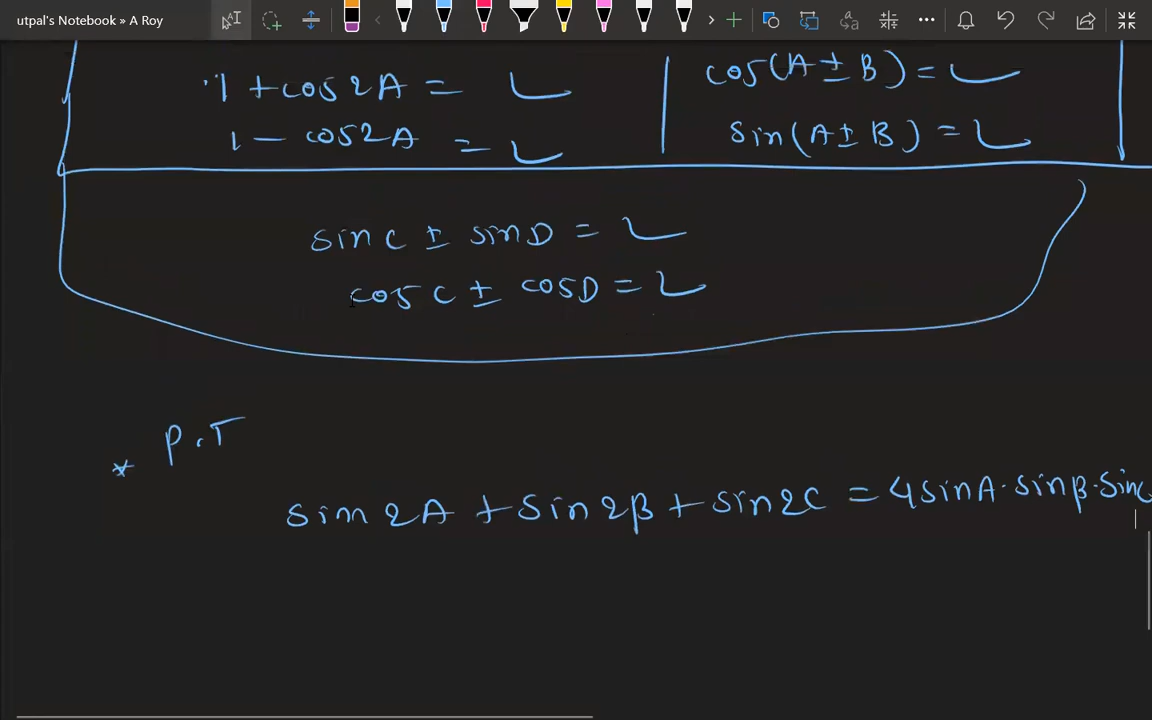 utpal's Notebook » A Roy
1 + cos2A =
1 - cos2A =
cos(A ± B) =
sin(A ± B) =
sinC ± sinD =
cosC ± cosD =
* P.T
sin2A + sin2B + sin2C = 4sinA·sinB·sinC